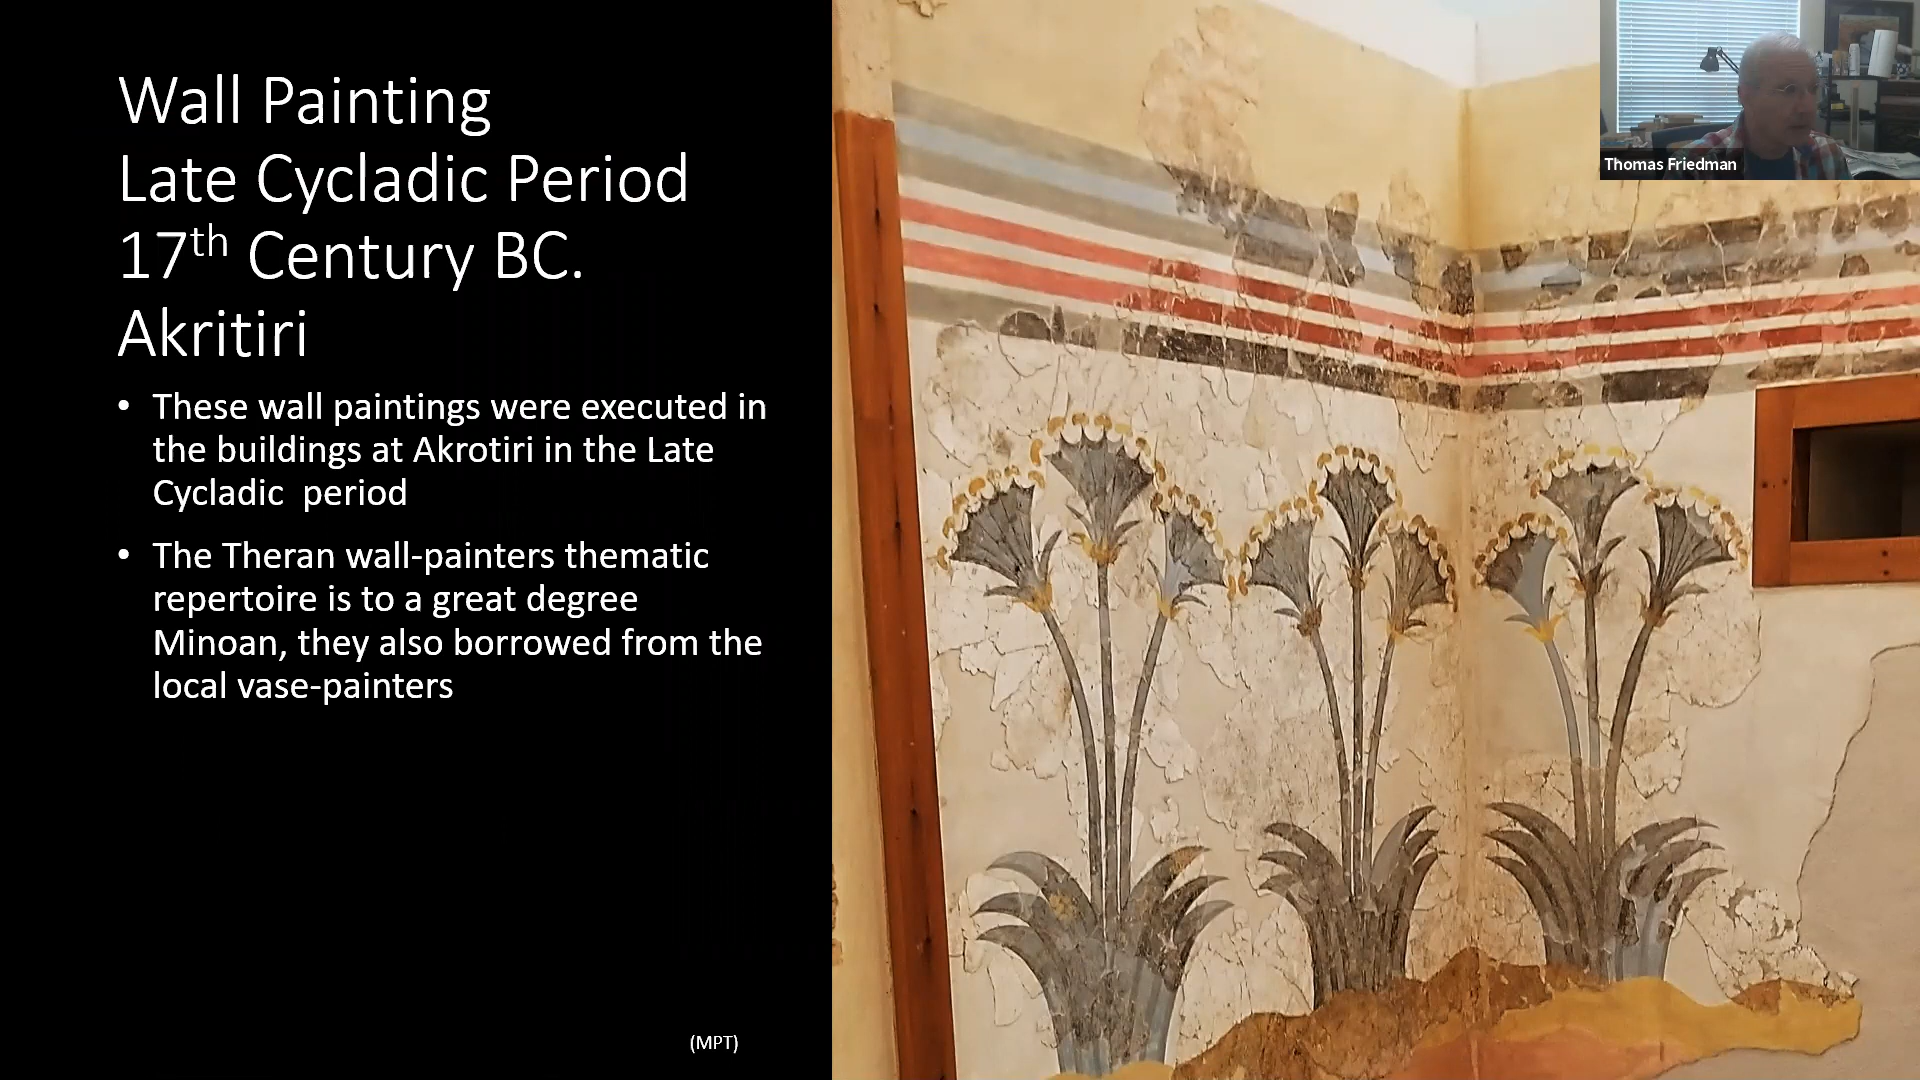 Wall Painting
Late Cycladic Period
17th Century BC.
Akritiri
• These wall paintings were executed in
the buildings at Akrotiri in the Late
Cycladic period
• The Theran wall-painters thematic
repertoire is to a great degree
Minoan, they also borrowed from the
local vase-painters
(MPT)
Thomas Friedman